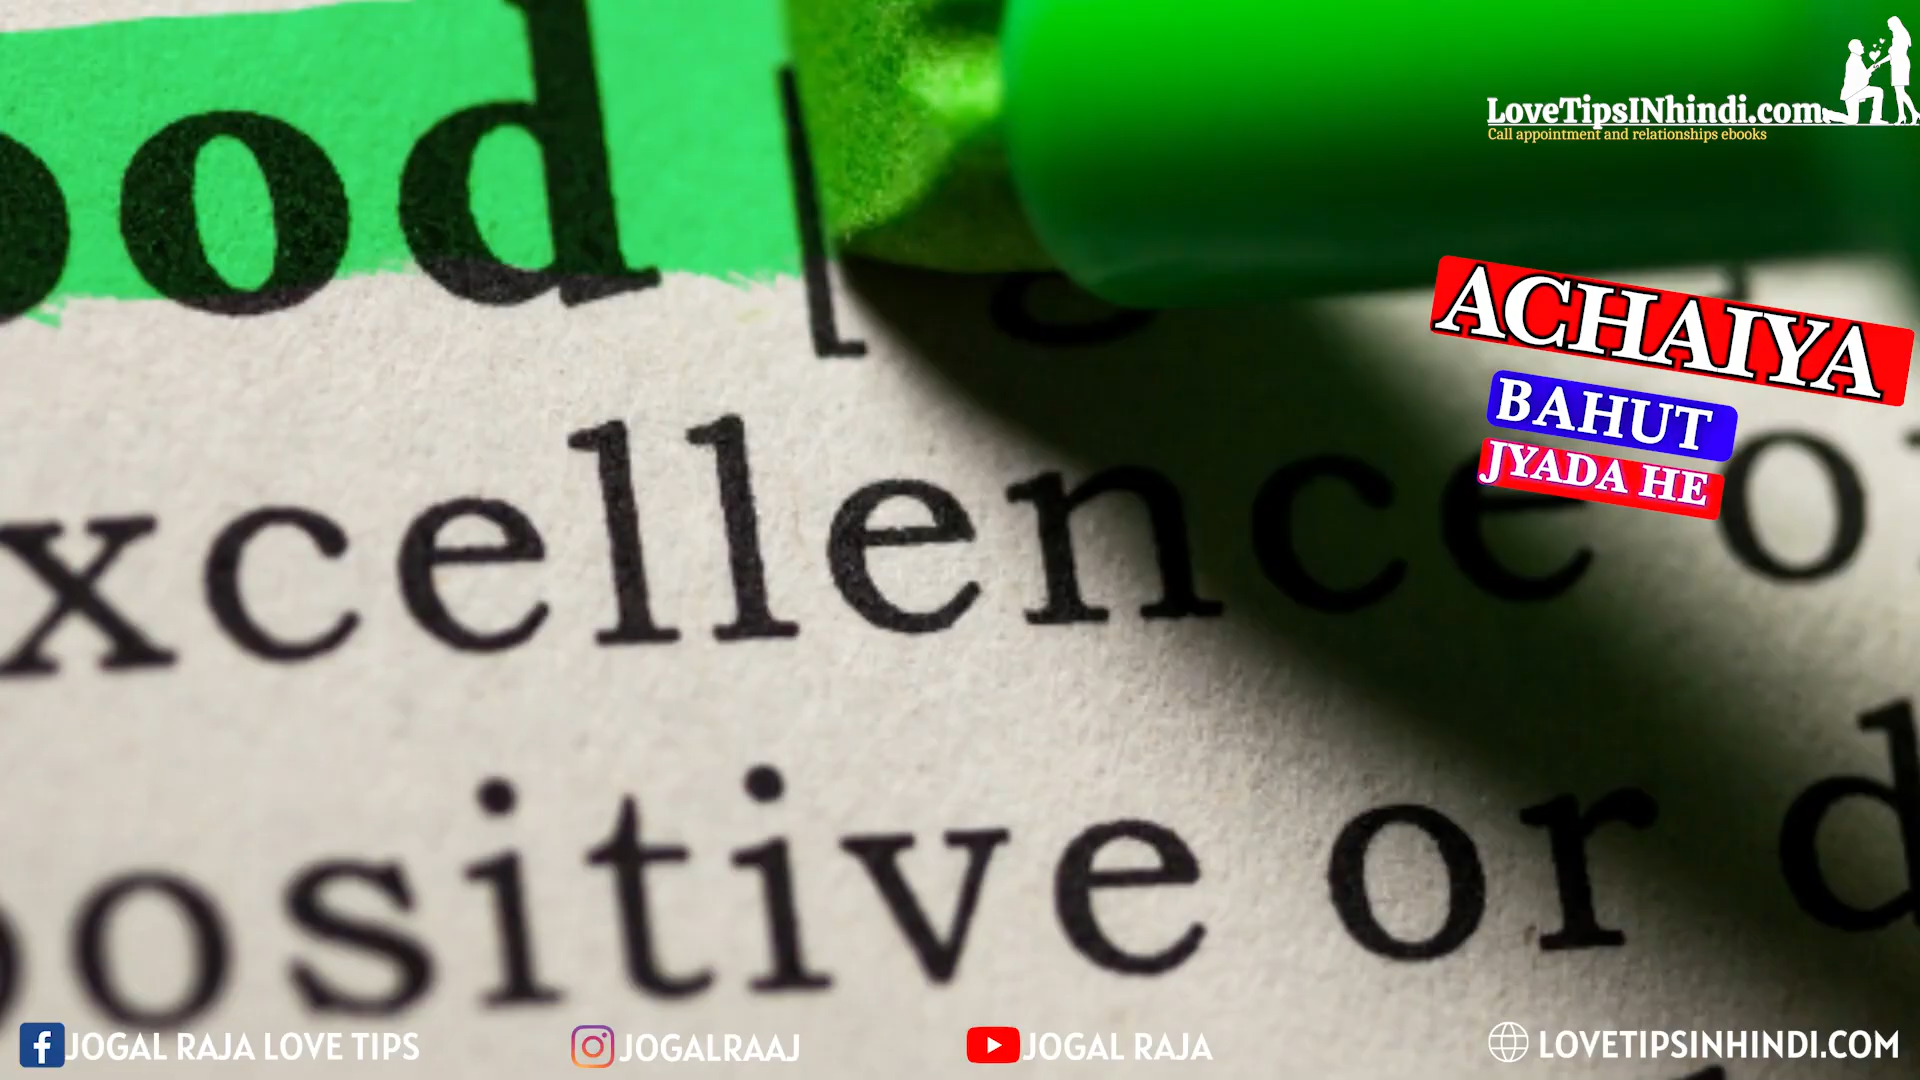 ood [
LoveTipsINhindi.com
Call appointment and relationships ebooks
ACHAIYA
BAHUT
JYADA HE
xcellence o
ositive or d
JOGAL RAJA LOVE TIPS
JOGALRAAJ
JOGAL RAJA
LOVETIPSINHINDI.COM